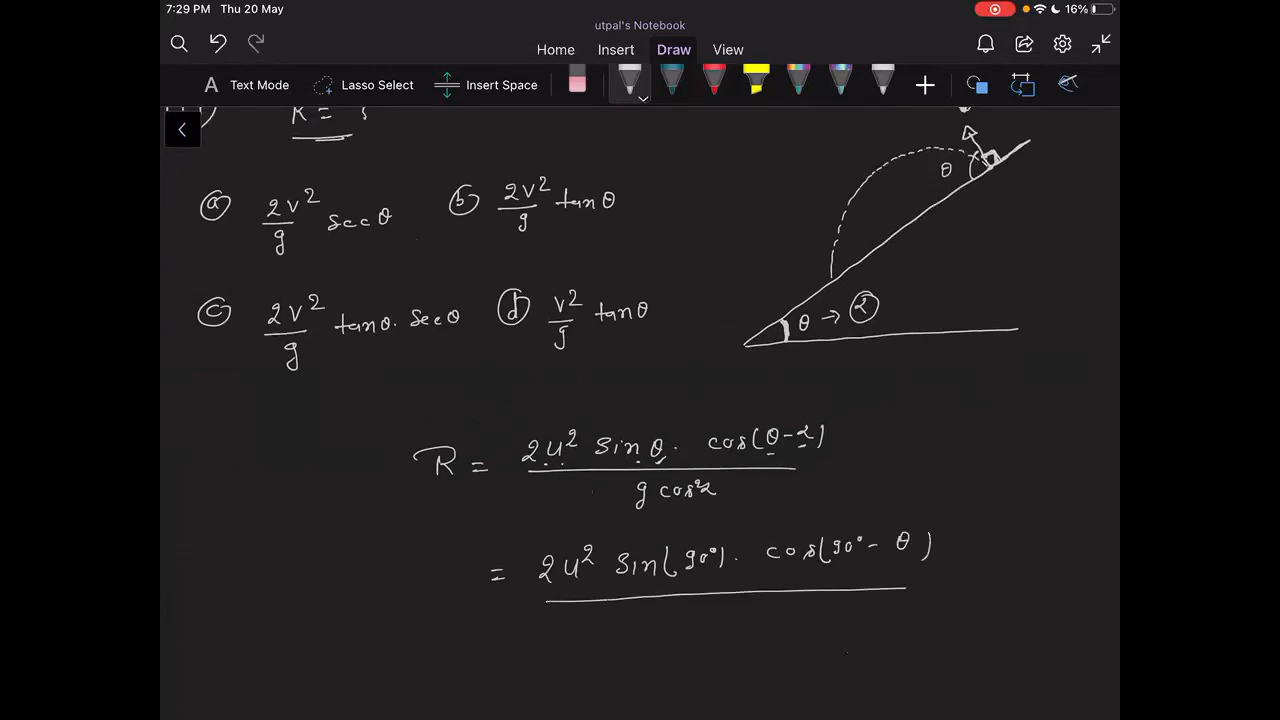 7:29 PM Thu 20 May
16%
utpal's Notebook
Home Insert Draw View
A Text Mode Lasso Select Insert Space
R = ?
(a) 2v²/g secθ (b) 2v²/g tanθ
(c) 2v²/g tanθ. secθ (d) v²/g tanθ
θ
θ → (α)
R = 2u² sinθ. cos(θ-α) / g cos²α
= 2u² sin(90°). cos(90°- θ)